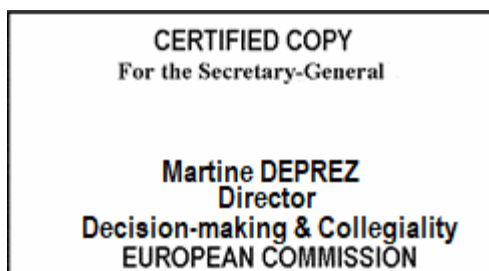 CERTIFIED COPY
For the Secretary-General
Martine DEPREZ
Director
Decision-making & Collegiality
EUROPEAN COMMISSION